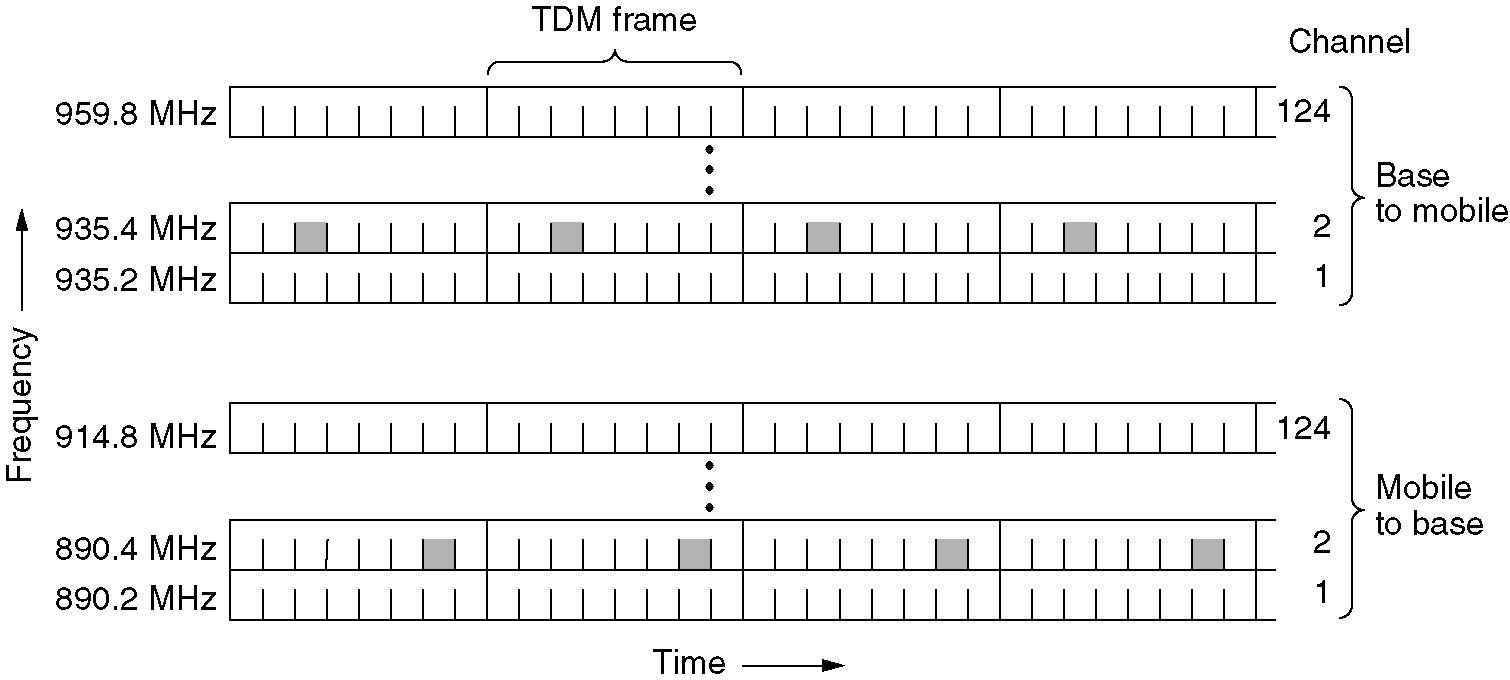 TDM frame
Channel
959.8 MHz
124
Base
to mobile
935.4 MHz
2
935.2 MHz
1
Frequency
914.8 MHz
124
Mobile
to base
890.4 MHz
2
890.2 MHz
1
Time